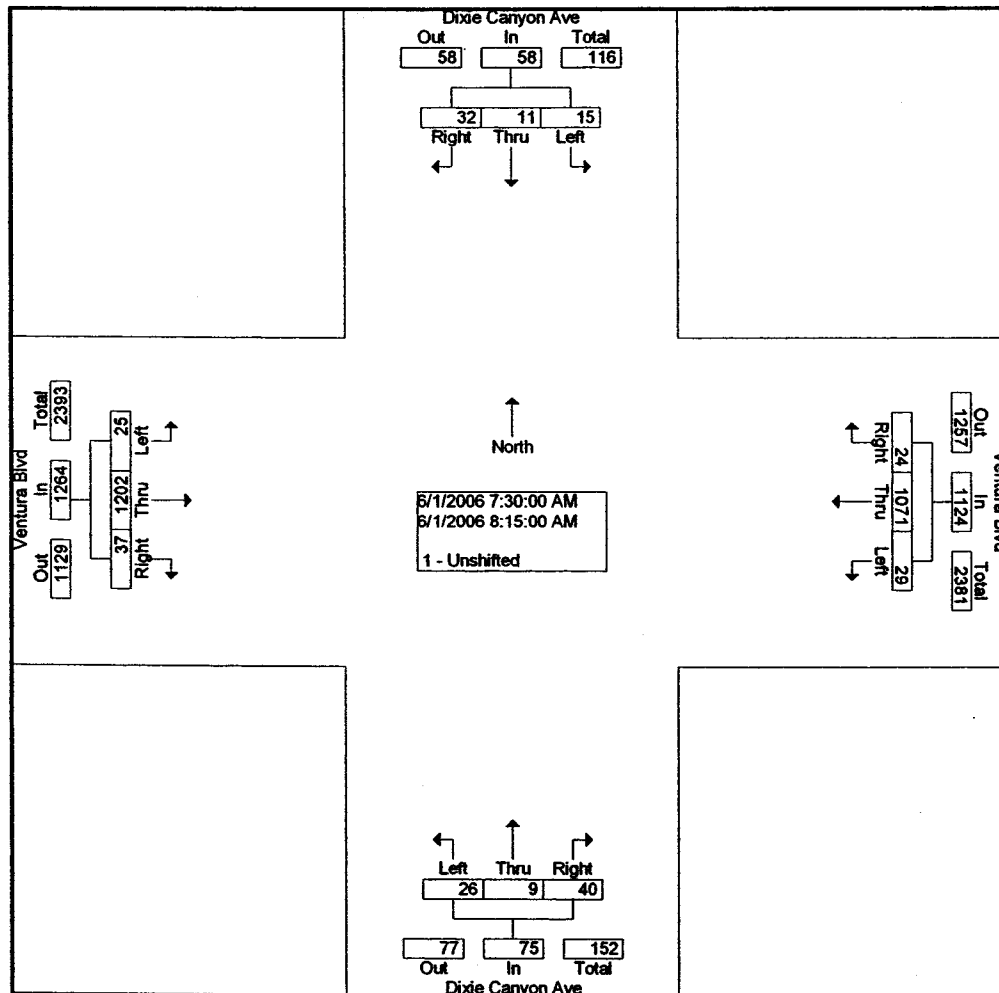 Dixie Canyon Ave
Out In Total
58 58 116
32 11 15
Right Thru Left
Ventura Blvd
Total In Out
2393 1264 1129
25 1202 37
Left Thru Right
North
6/1/2006 7:30:00 AM
6/1/2006 8:15:00 AM
1 - Unshifted
Right Thru Left
24 1071 29
Out In Total
1257 1124 2381
Ventura Blvd
Left Thru Right
26 9 40
77 75 152
Out In Total
Dixie Canyon Ave